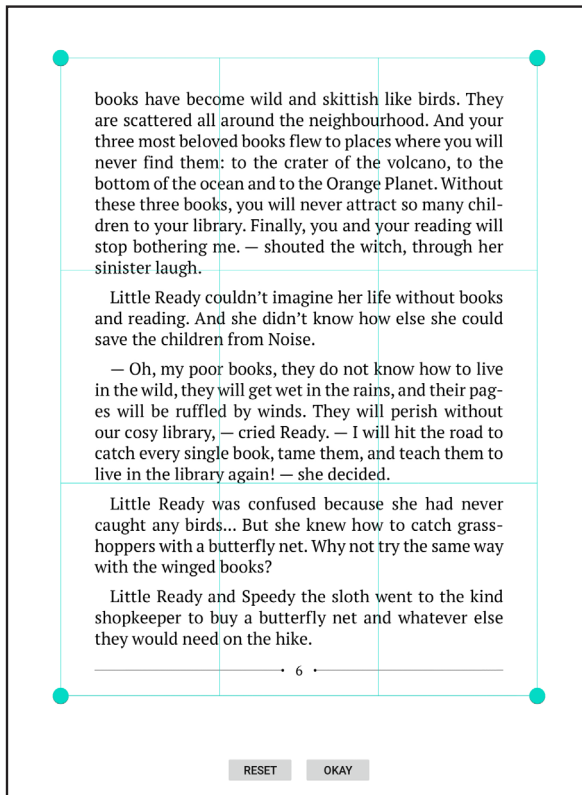 books have become wild and skittish like birds. They
are scattered all around the neighbourhood. And your
three most beloved books flew to places where you will
never find them: to the crater of the volcano, to the
bottom of the ocean and to the Orange Planet. Without
these three books, you will never attract so many chil-
dren to your library. Finally, you and your reading will
stop bothering me. — shouted the witch, through her
sinister laugh.
Little Ready couldn’t imagine her life without books
and reading. And she didn’t know how else she could
save the children from Noise.
— Oh, my poor books, they do not know how to live
in the wild, they will get wet in the rains, and their pag-
es will be ruffled by winds. They will perish without
our cosy library, — cried Ready. — I will hit the road to
catch every single book, tame them, and teach them to
live in the library again! — she decided.
Little Ready was confused because she had never
caught any birds... But she knew how to catch grass-
hoppers with a butterfly net. Why not try the same way
with the winged books?
Little Ready and Speedy the sloth went to the kind
shopkeeper to buy a butterfly net and whatever else
they would need on the hike.
6
RESET OKAY